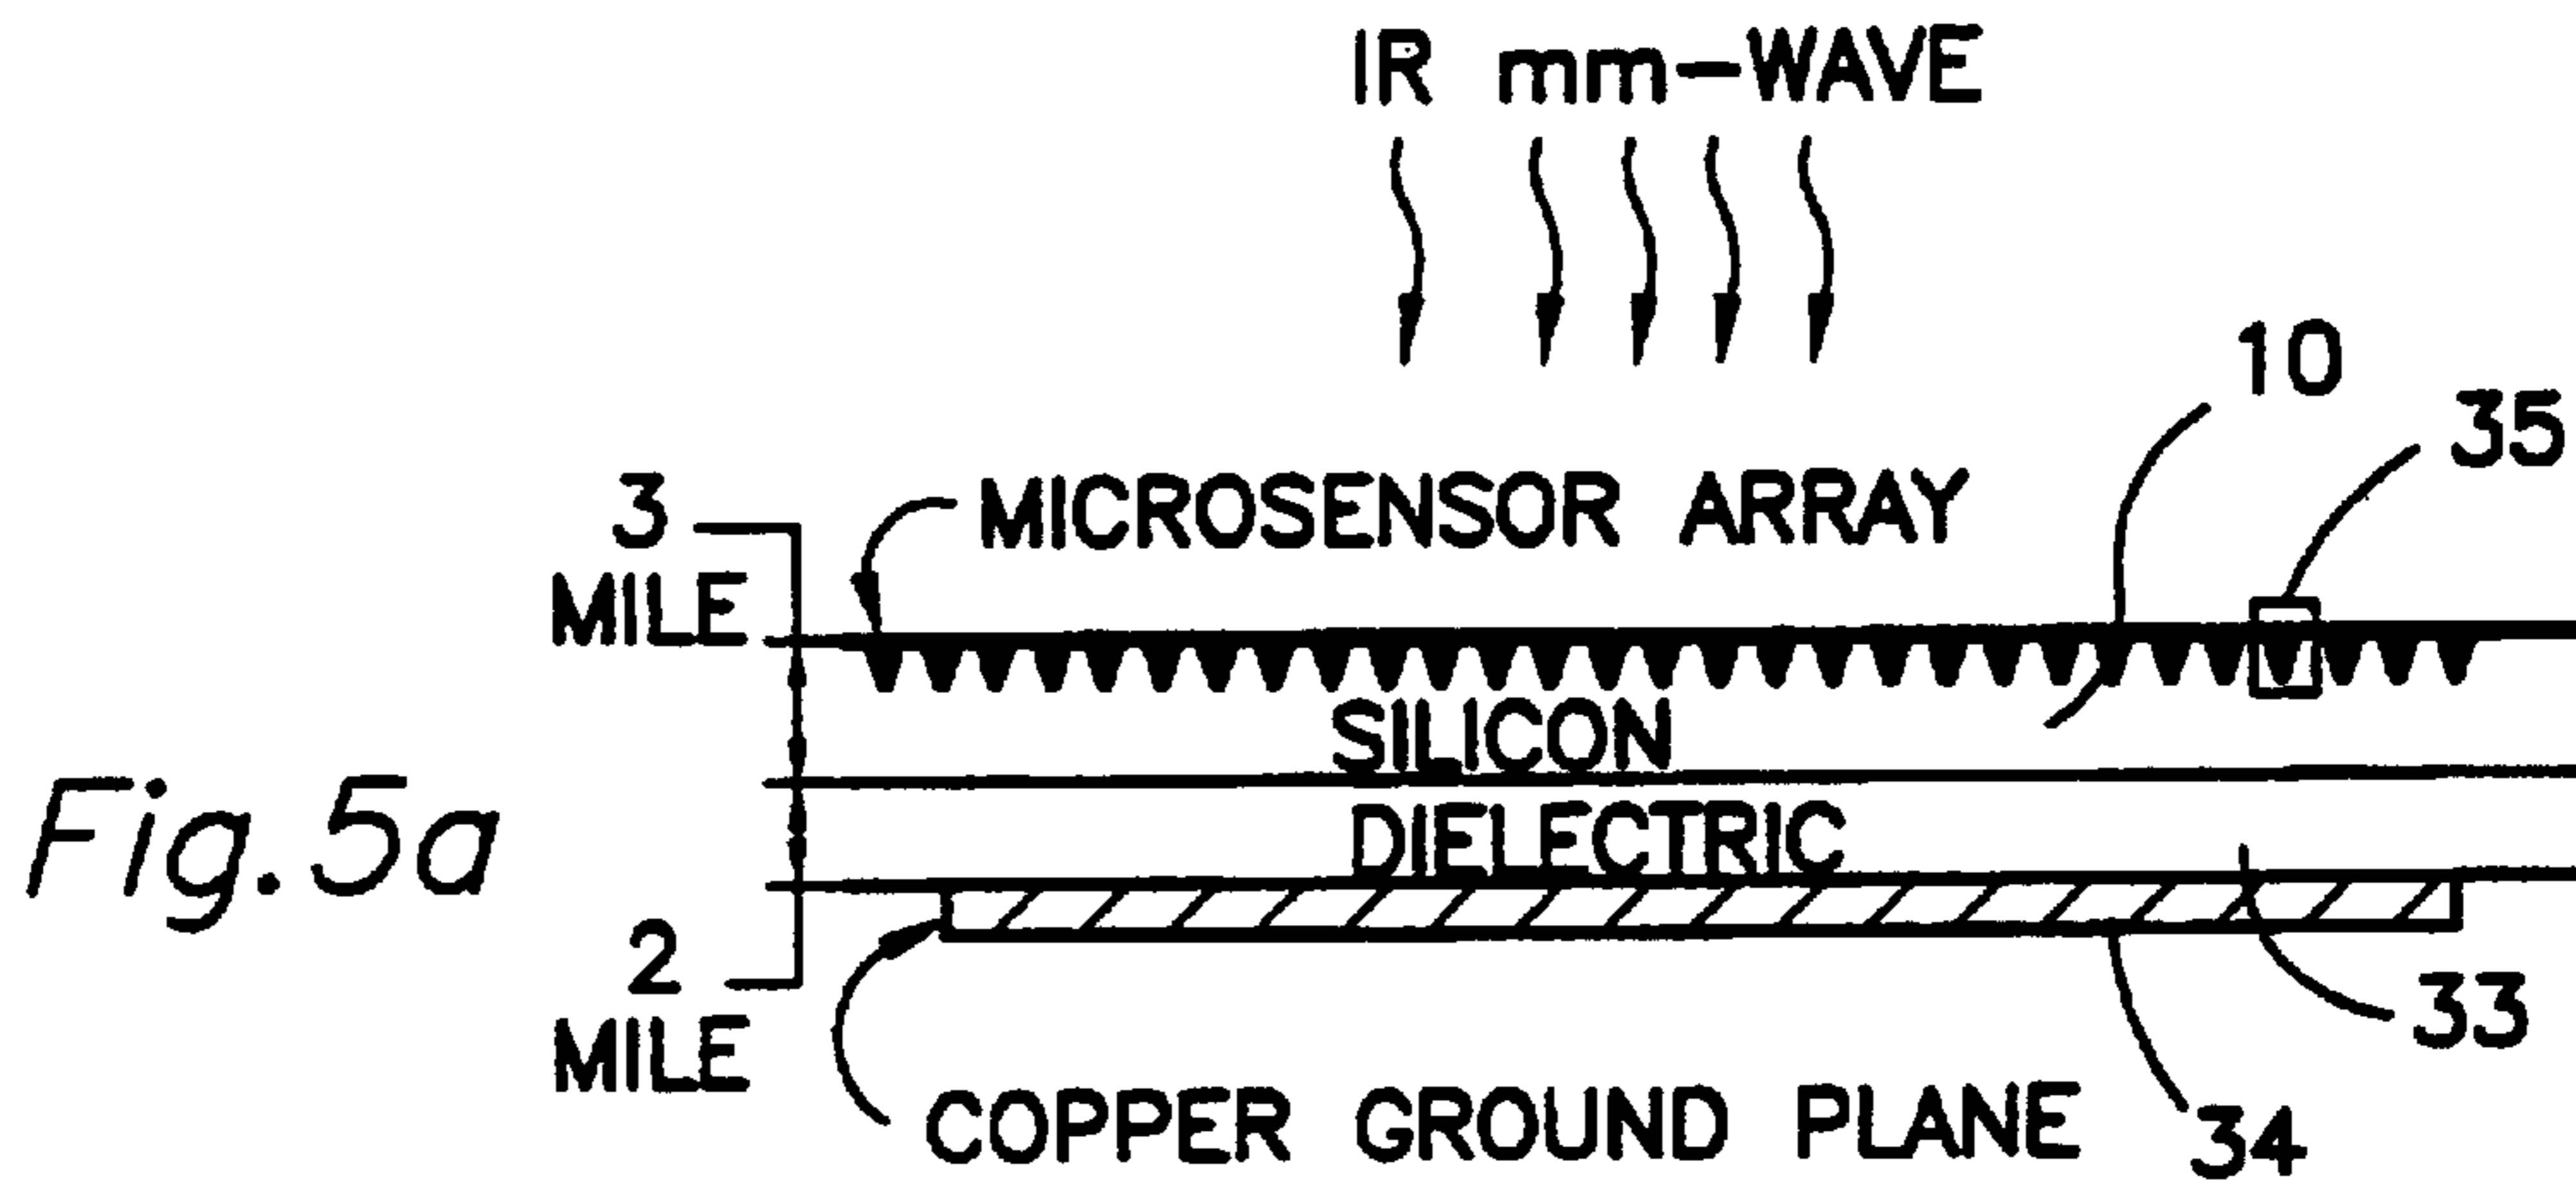 IR mm-WAVE
10
35
3
MILE
MICROSENSOR ARRAY
SILICON
DIELECTRIC
Fig.5a
2
MILE
33
COPPER GROUND PLANE
34